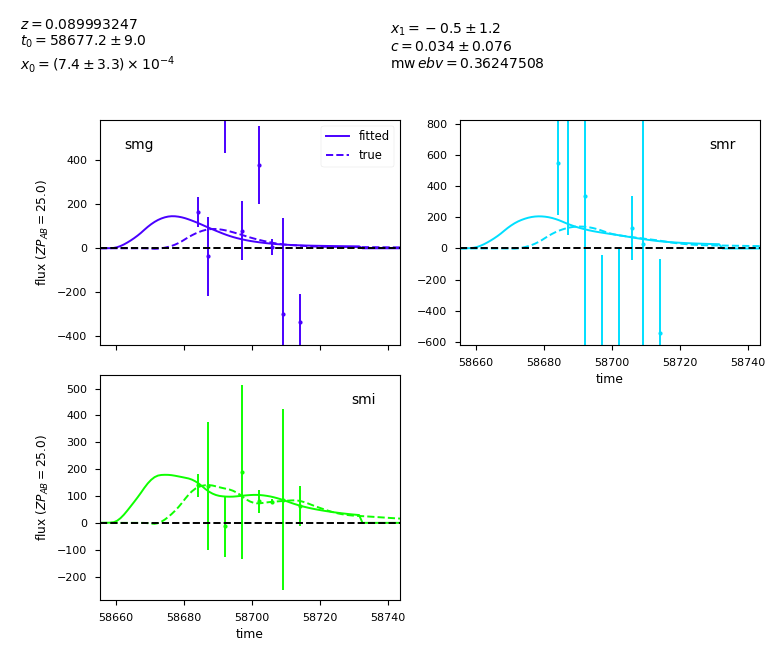 z = 0.089993247
t₀ = 58677.2 ± 9.0
x₀ = (7.4 ± 3.3) × 10⁻⁴
x₁ = −0.5 ± 1.2
c = 0.034 ± 0.076
mw ebv = 0.36247508
smg
fitted
true
400
200
0
−200
−400
flux (ZP_AB = 25.0)
smr
800
600
400
200
0
−200
−400
−600
58660 58680 58700 58720 58740
time
smi
500
400
300
200
100
0
−100
−200
flux (ZP_AB = 25.0)
58660 58680 58700 58720 58740
time